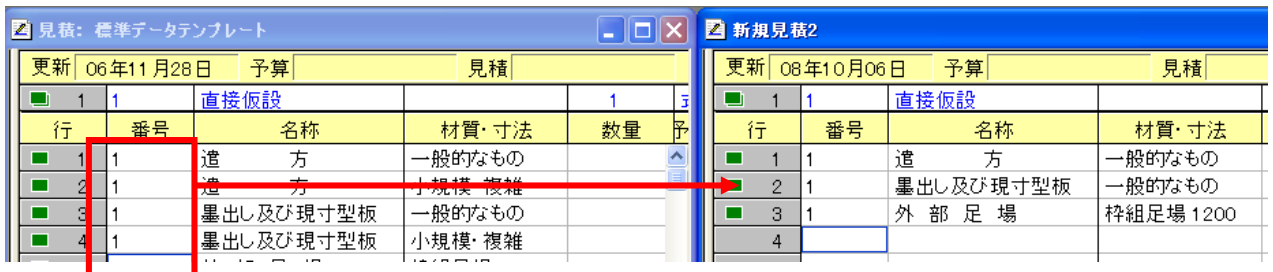 見積: 標準データテンプレート
更新 06年11月28日 予算 見積
1 1 直接仮設 1
行 番号 名称 材質・寸法 数量 予
1 1 遣 方 一般的なもの
2 1 遣 方 小規模・複雑
3 1 墨出し及び現寸型板 一般的なもの
4 1 墨出し及び現寸型板 小規模・複雑
新規見積2
更新 08年10月06日 予算 見積
1 1 直接仮設
行 番号 名称 材質・寸法
1 1 遣 方 一般的なもの
2 1 墨出し及び現寸型板 一般的なもの
3 1 外 部 足 場 枠組足場1200
4